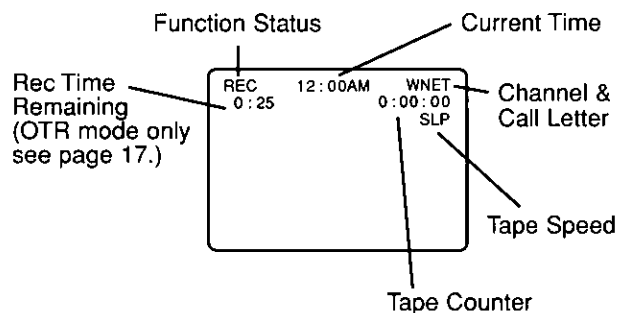 Function Status
Current Time
Rec Time
Remaining
(OTR mode only
see page 17.)
REC 12:00AM WNET
0:25 0:00:00
SLP
Channel &
Call Letter
Tape Speed
Tape Counter